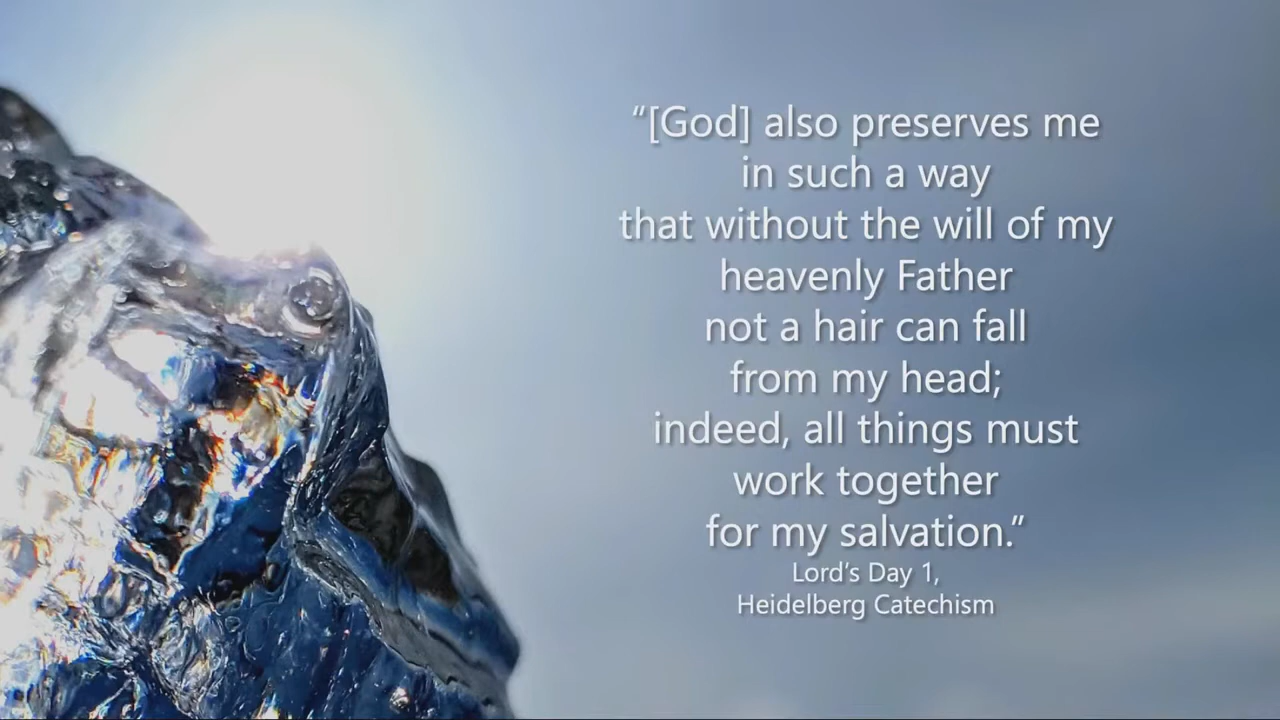 “[God] also preserves me
in such a way
that without the will of my
heavenly Father
not a hair can fall
from my head;
indeed, all things must
work together
for my salvation.”
Lord’s Day 1,
Heidelberg Catechism